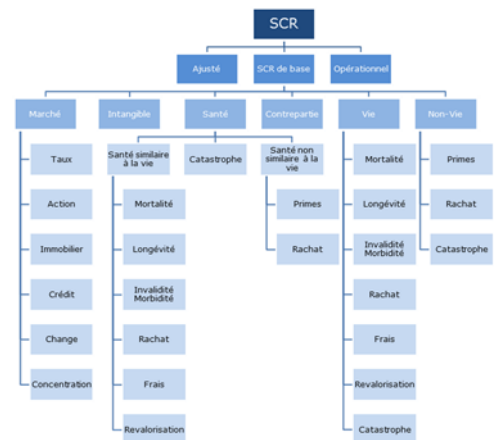 SCR
Ajusté
SCR de base
Opérationnel
Marché
Intangible
Santé
Contrepartie
Vie
Non-Vie
Taux
Action
Immobilier
Crédit
Change
Concentration
Santé similaire
à la vie
Mortalité
Longévité
Invalidité
Morbidité
Rachat
Frais
Revalorisation
Catastrophe
Santé non
similaire à la
vie
Primes
Rachat
Mortalité
Longévité
Invalidité
Morbidité
Rachat
Frais
Revalorisation
Catastrophe
Primes
Rachat
Catastrophe